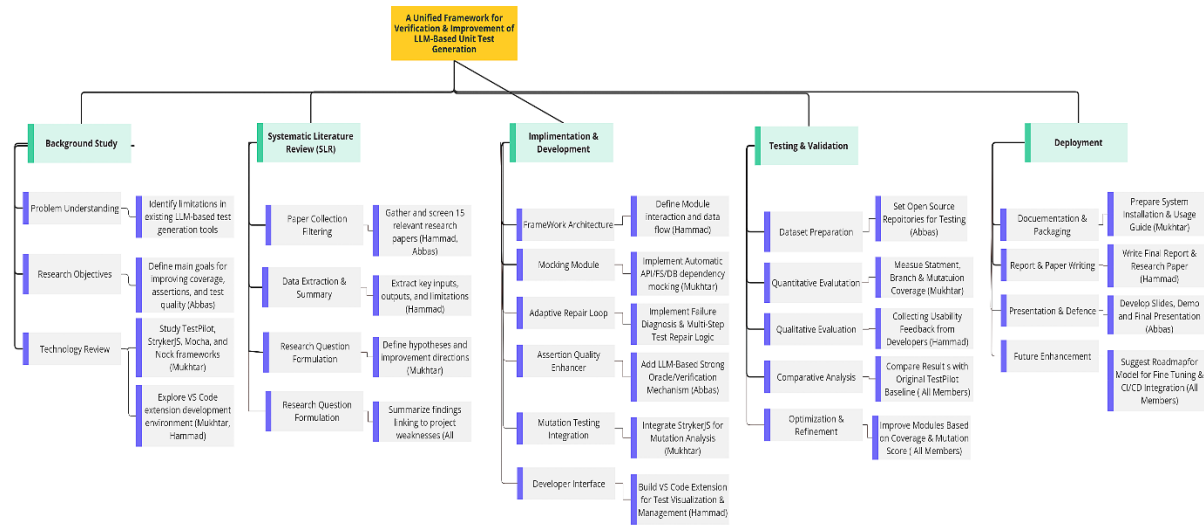 A Unified Framework for
Verification & Improvement of
LLM-Based Unit Test
Generation
Background Study
Problem Understanding
Identify limitations in
existing LLM-based test
generation tools
Research Objectives
Define main goals for
improving coverage,
assertions, and test
quality (Abbas)
Technology Review
Study TestPilot,
StrykerJS, Mocha, and
Nock frameworks
(Mukhtar)
Explore VS Code
extension development
environment (Mukhtar,
Hammad)
Systematic Literature
Review (SLR)
Paper Collection
Filtering
Gather and screen 15
relevant research
papers (Hammad,
Abbas)
Data Extraction &
Summary
Extract key inputs,
outputs, and limitations
(Hammad)
Research Question
Formulation
Define hypotheses and
improvement directions
(Mukhtar)
Research Question
Formulation
Summarize findings
linking to project
weaknesses (All
Implimentation &
Development
FrameWork Architecture
Define Module
interaction and data
flow (Hammad)
Mocking Module
Implement Automatic
API/FS/DB dependency
mocking (Mukhtar)
Adaptive Repair Loop
Implement Failure
Diagnosis & Multi-Step
Test Repair Logic
Assertion Quality
Enhancer
Add LLM-Based Strong
Oracle/Verification
Mechanism (Abbas)
Mutation Testing
Integration
Integrate StrykerJS for
Mutation Analysis
(Mukhtar)
Developer Interface
Build VS Code Extension
for Test Visualization &
Management (Hammad)
Testing & Validation
Dataset Preparation
Set Open Source
Repoitories for Testing
(Abbas)
Quantitative Evalutation
Measue Statment,
Branch & Mutatuion
Coverage (Mukhtar)
Qualitative Evaluation
Collecting Usability
Feedback from
Developers (Hammad)
Comparative Analysis
Compare Result s with
Original TestPilot
Baseline ( All Members)
Optimization &
Refinement
Improve Modules Based
on Coverage & Mutation
Score ( All Members)
Deployment
Documentation &
Packaging
Prepare System
Installation & Usage
Guide (Mukhtar)
Report & Paper Writing
Write Final Report &
Research Paper
(Hammad)
Presentation & Defence
Develop Slides, Demo
and Final Presentation
(Abbas)
Future Enhancement
Suggest Roadmapfor
Model for Fine Tuning &
CI/CD Integration (All
Members)